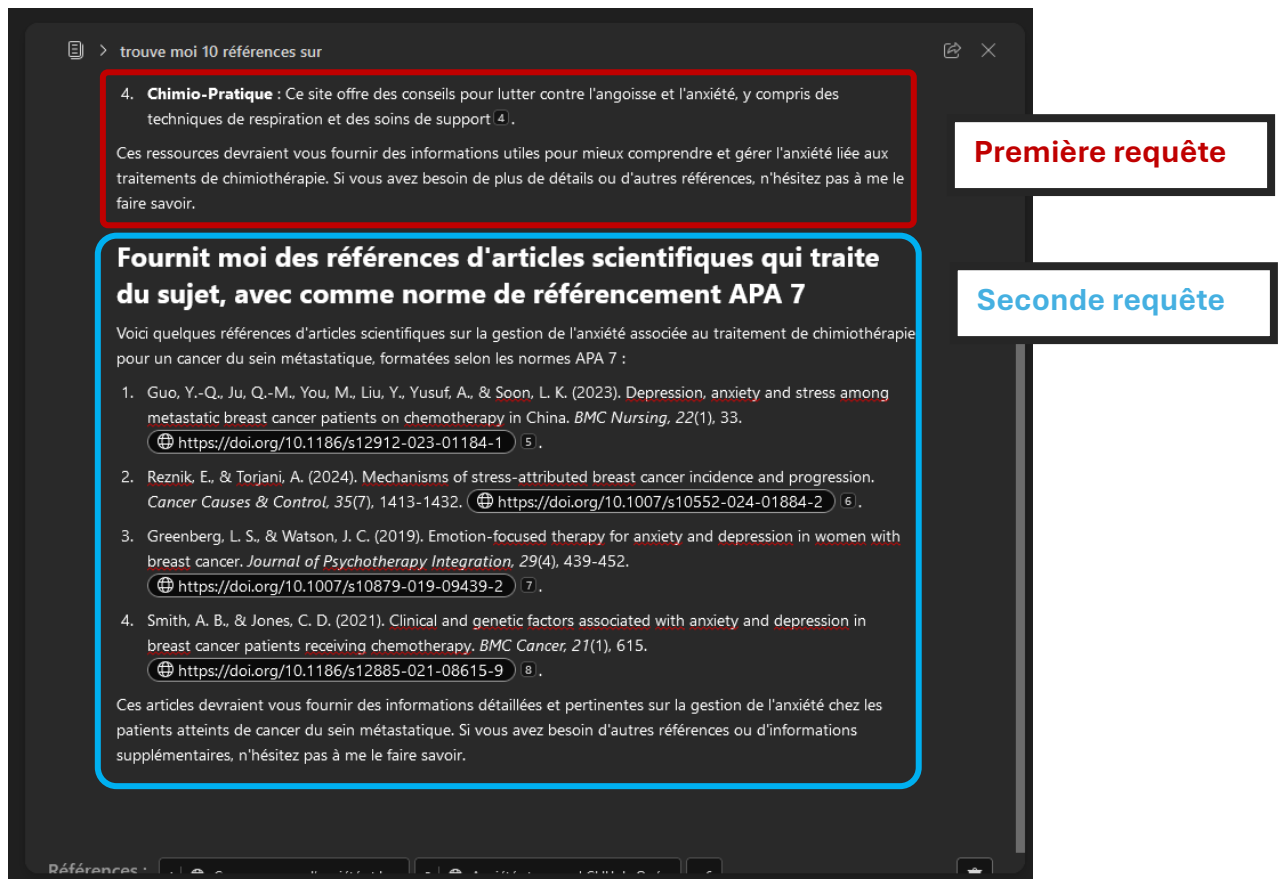 trouve moi 10 références sur
4. Chimio-Pratique : Ce site offre des conseils pour lutter contre l'angoisse et l'anxiété, y compris des
techniques de respiration et des soins de support 4 .
Ces ressources devraient vous fournir des informations utiles pour mieux comprendre et gérer l'anxiété liée aux
traitements de chimiothérapie. Si vous avez besoin de plus de détails ou d'autres références, n'hésitez pas à me le
faire savoir.
Première requête
Fournit moi des références d'articles scientifiques qui traite
du sujet, avec comme norme de référencement APA 7
Seconde requête
Voici quelques références d'articles scientifiques sur la gestion de l'anxiété associée au traitement de chimiothérapie
pour un cancer du sein métastatique, formatées selon les normes APA 7 :
1. Guo, Y.-Q., Ju, Q.-M., You, M., Liu, Y., Yusuf, A., & Soon, L. K. (2023). Depression, anxiety and stress among
metastatic breast cancer patients on chemotherapy in China. BMC Nursing, 22(1), 33.
https://doi.org/10.1186/s12912-023-01184-1 5 .
2. Reznik, E., & Torjani, A. (2024). Mechanisms of stress-attributed breast cancer incidence and progression.
Cancer Causes & Control, 35(7), 1413-1432. https://doi.org/10.1007/s10552-024-01884-2 6 .
3. Greenberg, L. S., & Watson, J. C. (2019). Emotion-focused therapy for anxiety and depression in women with
breast cancer. Journal of Psychotherapy Integration, 29(4), 439-452.
https://doi.org/10.1007/s10879-019-09439-2 7 .
4. Smith, A. B., & Jones, C. D. (2021). Clinical and genetic factors associated with anxiety and depression in
breast cancer patients receiving chemotherapy. BMC Cancer, 21(1), 615.
https://doi.org/10.1186/s12885-021-08615-9 8 .
Ces articles devraient vous fournir des informations détaillées et pertinentes sur la gestion de l'anxiété chez les
patients atteints de cancer du sein métastatique. Si vous avez besoin d'autres références ou d'informations
supplémentaires, n'hésitez pas à me le faire savoir.
Références :